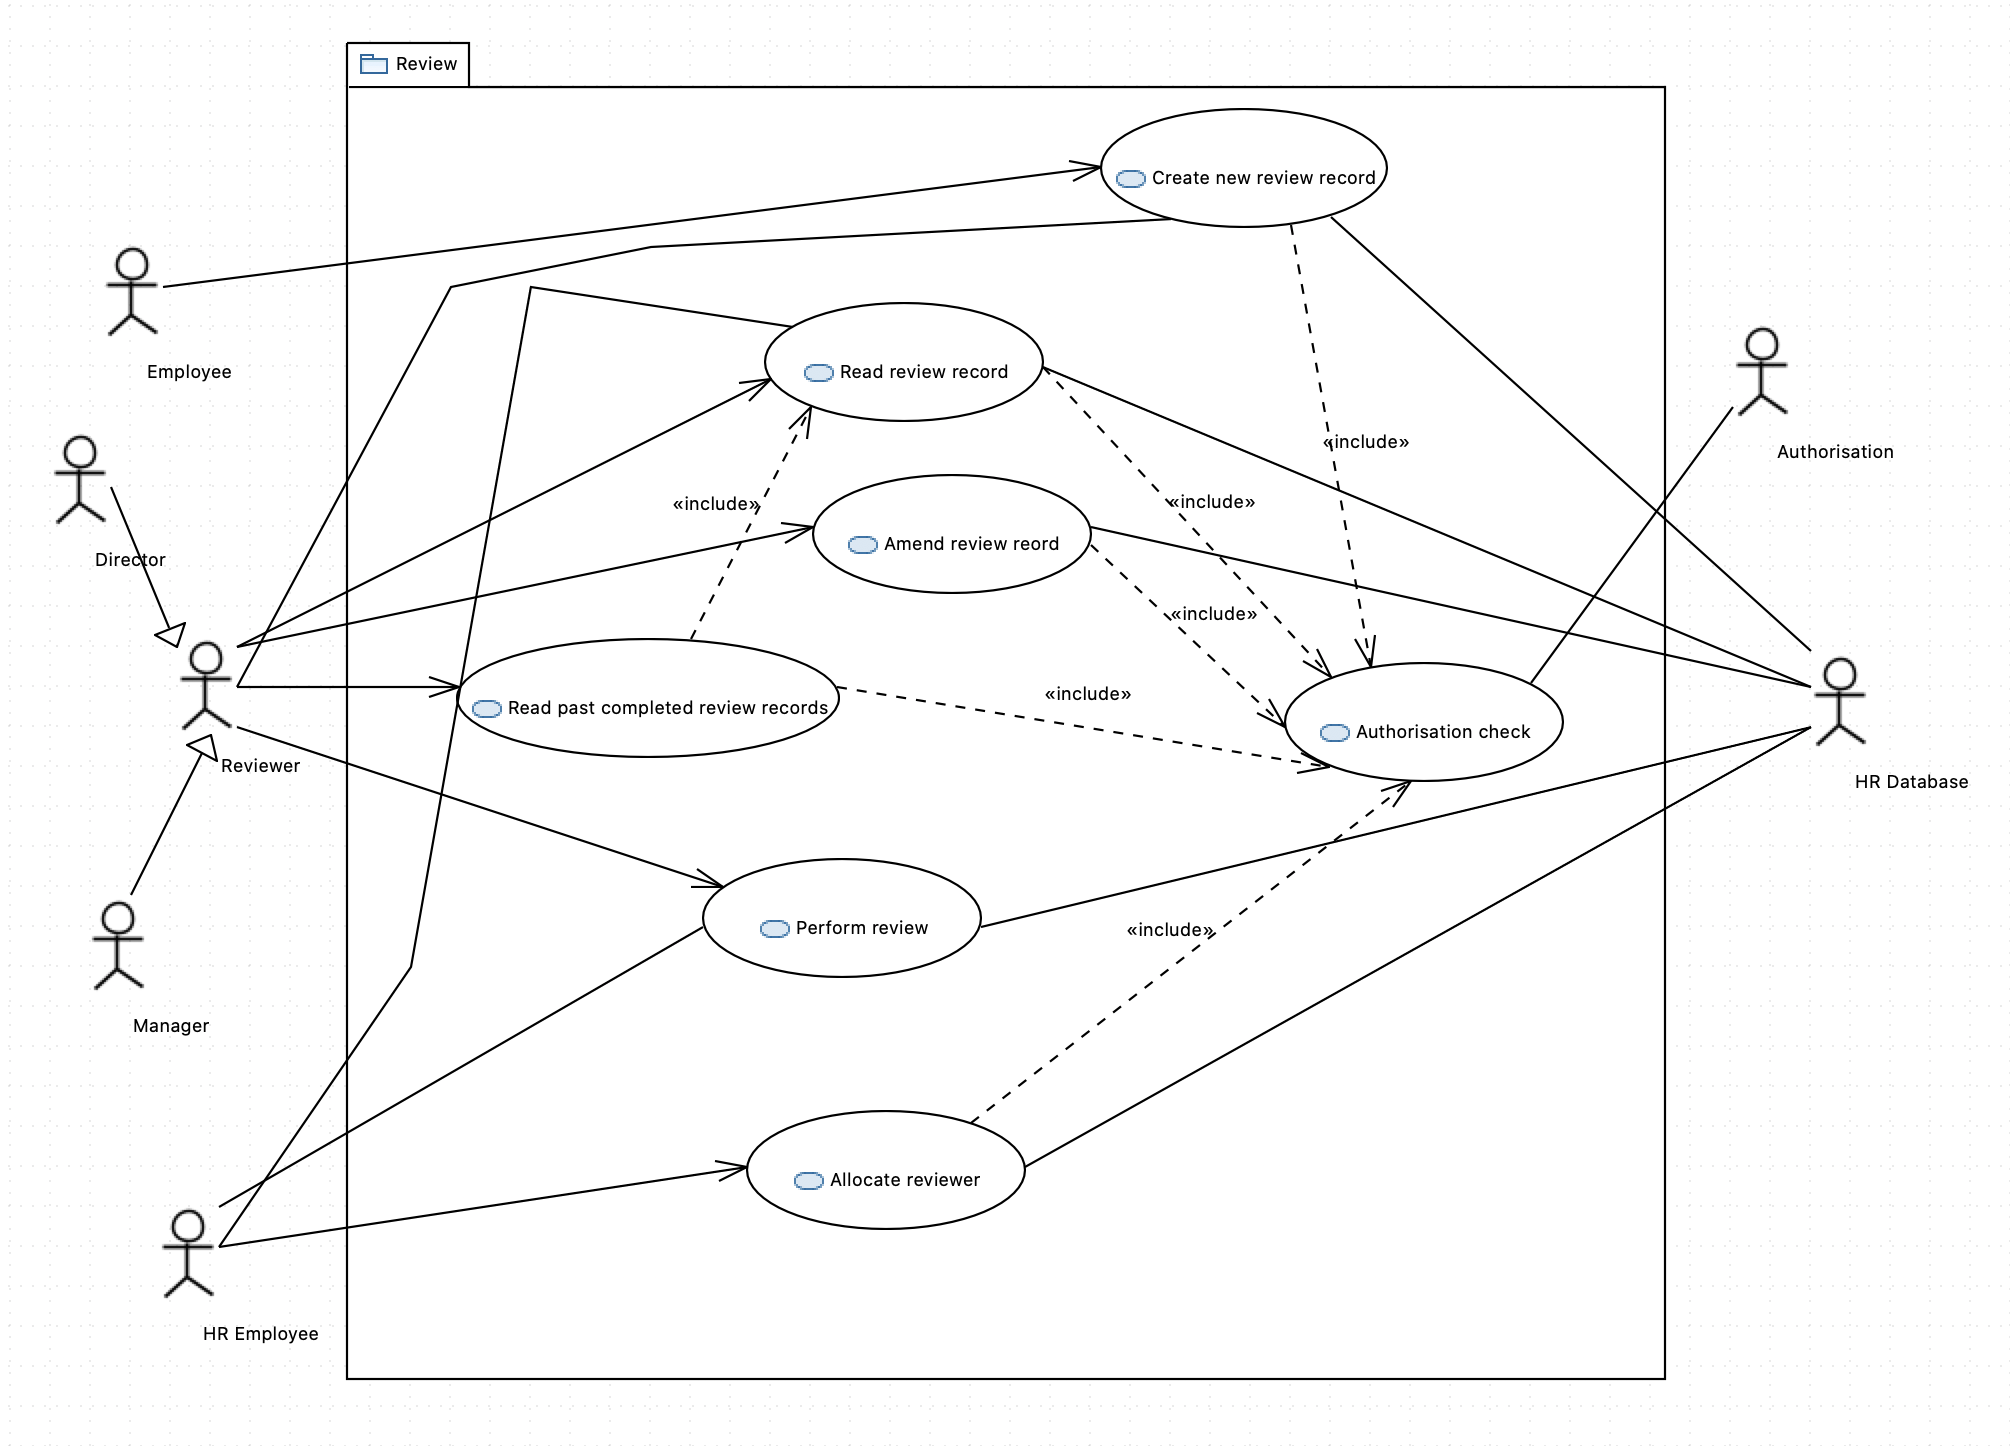 Review
Create new review record
Employee
Read review record
Authorisation
«include»
«include»
«include»
Amend review reord
Director
«include»
«include»
Read past completed review records
Authorisation check
Reviewer
HR Database
Perform review
«include»
Manager
Allocate reviewer
HR Employee